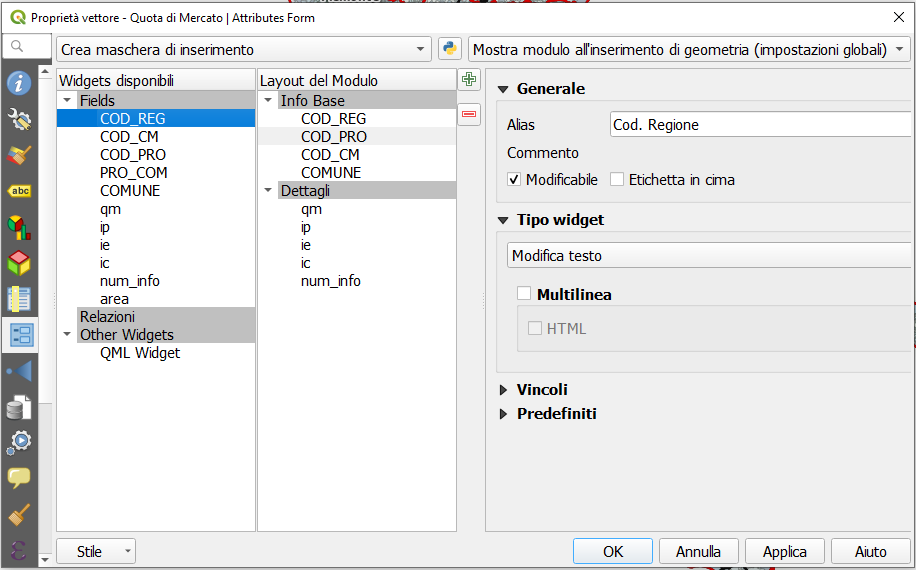 Proprietà vettore - Quota di Mercato | Attributes Form
Crea maschera di inserimento
Mostra modulo all'inserimento di geometria (impostazioni globali)
Widgets disponibili
Fields
COD_REG
COD_CM
COD_PRO
PRO_COM
COMUNE
qm
ip
ie
ic
num_info
area
Relazioni
Other Widgets
QML Widget
Layout del Modulo
Info Base
COD_REG
COD_PRO
COD_CM
COMUNE
Dettagli
qm
ip
ie
ic
num_info
Generale
Alias
Cod. Regione
Commento
Modificabile
Etichetta in cima
Tipo widget
Modifica testo
Multilinea
HTML
Vincoli
Predefiniti
abc
Stile
OK
Annulla
Applica
Aiuto